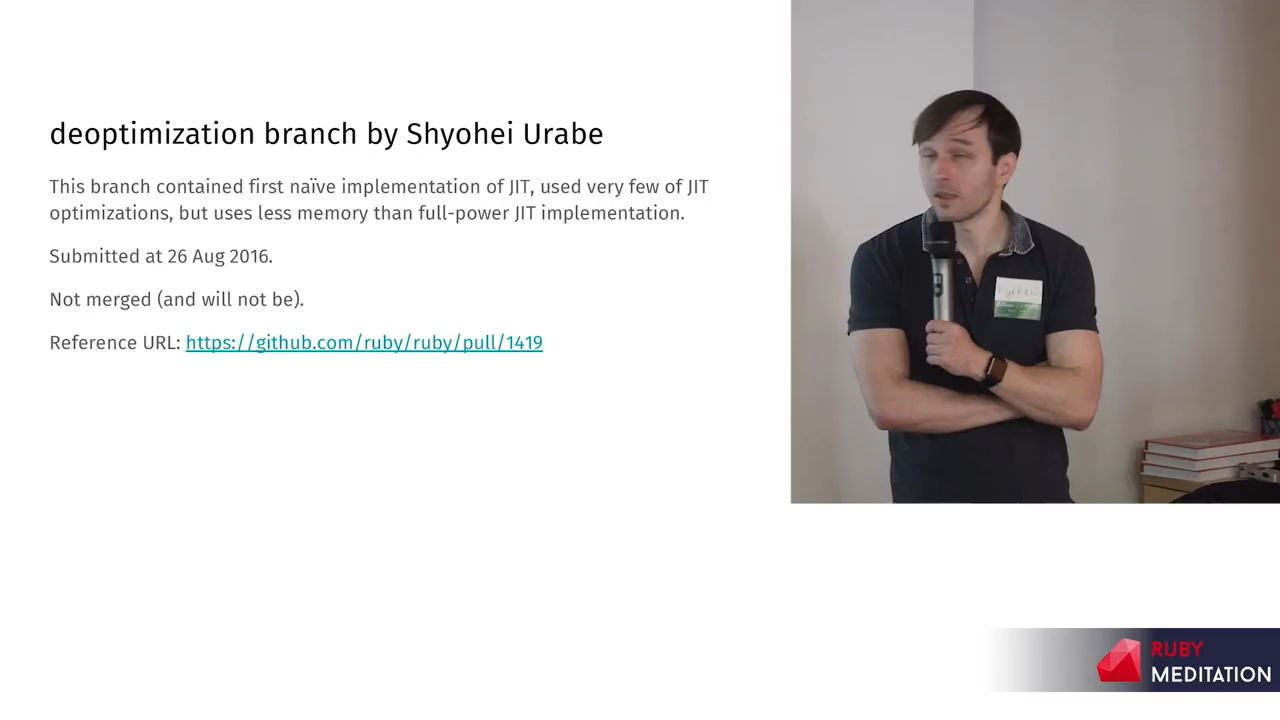 deoptimization branch by Shyohei Urabe
This branch contained first naïve implementation of JIT, used very few of JIT
optimizations, but uses less memory than full-power JIT implementation.
Submitted at 26 Aug 2016.
Not merged (and will not be).
Reference URL: https://github.com/ruby/ruby/pull/1419
RUBY
MEDITATION